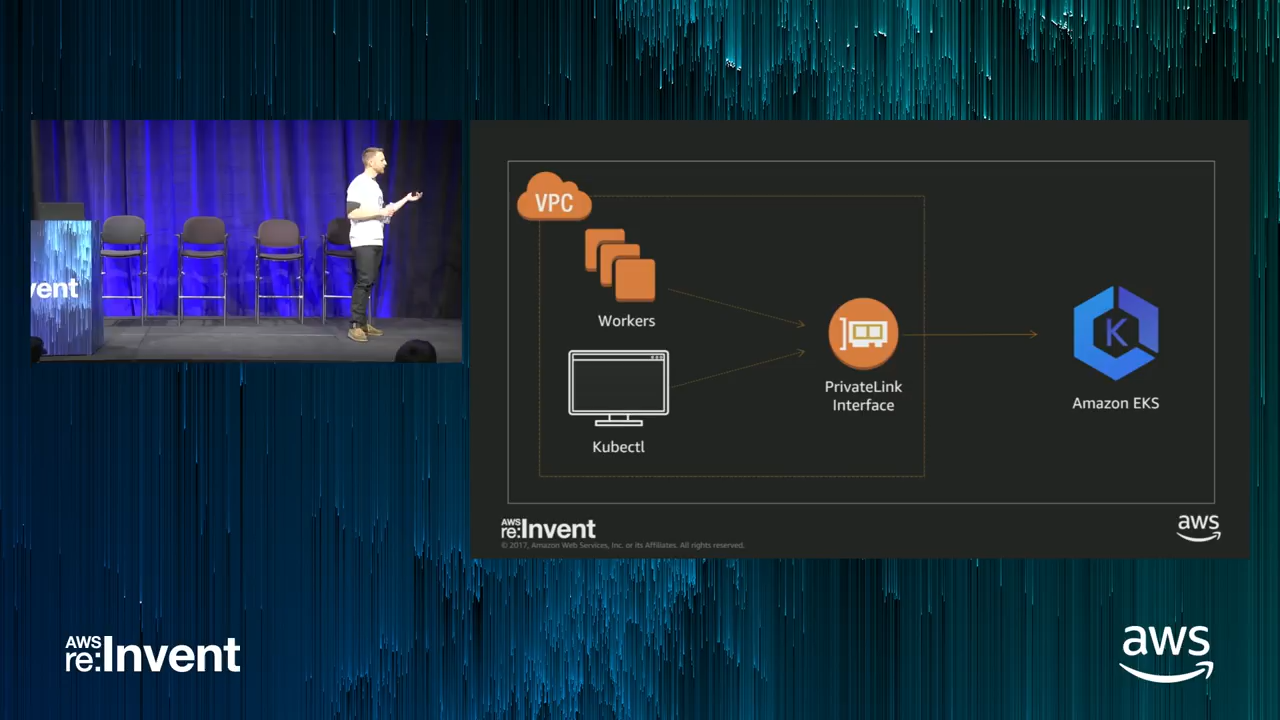 vent
VPC
Workers
Kubectl
PrivateLink
Interface
K
Amazon EKS
AWS
re:Invent
© 2017, Amazon Web Services, Inc. or its Affiliates. All rights reserved.
aws
AWS
re:Invent
aws